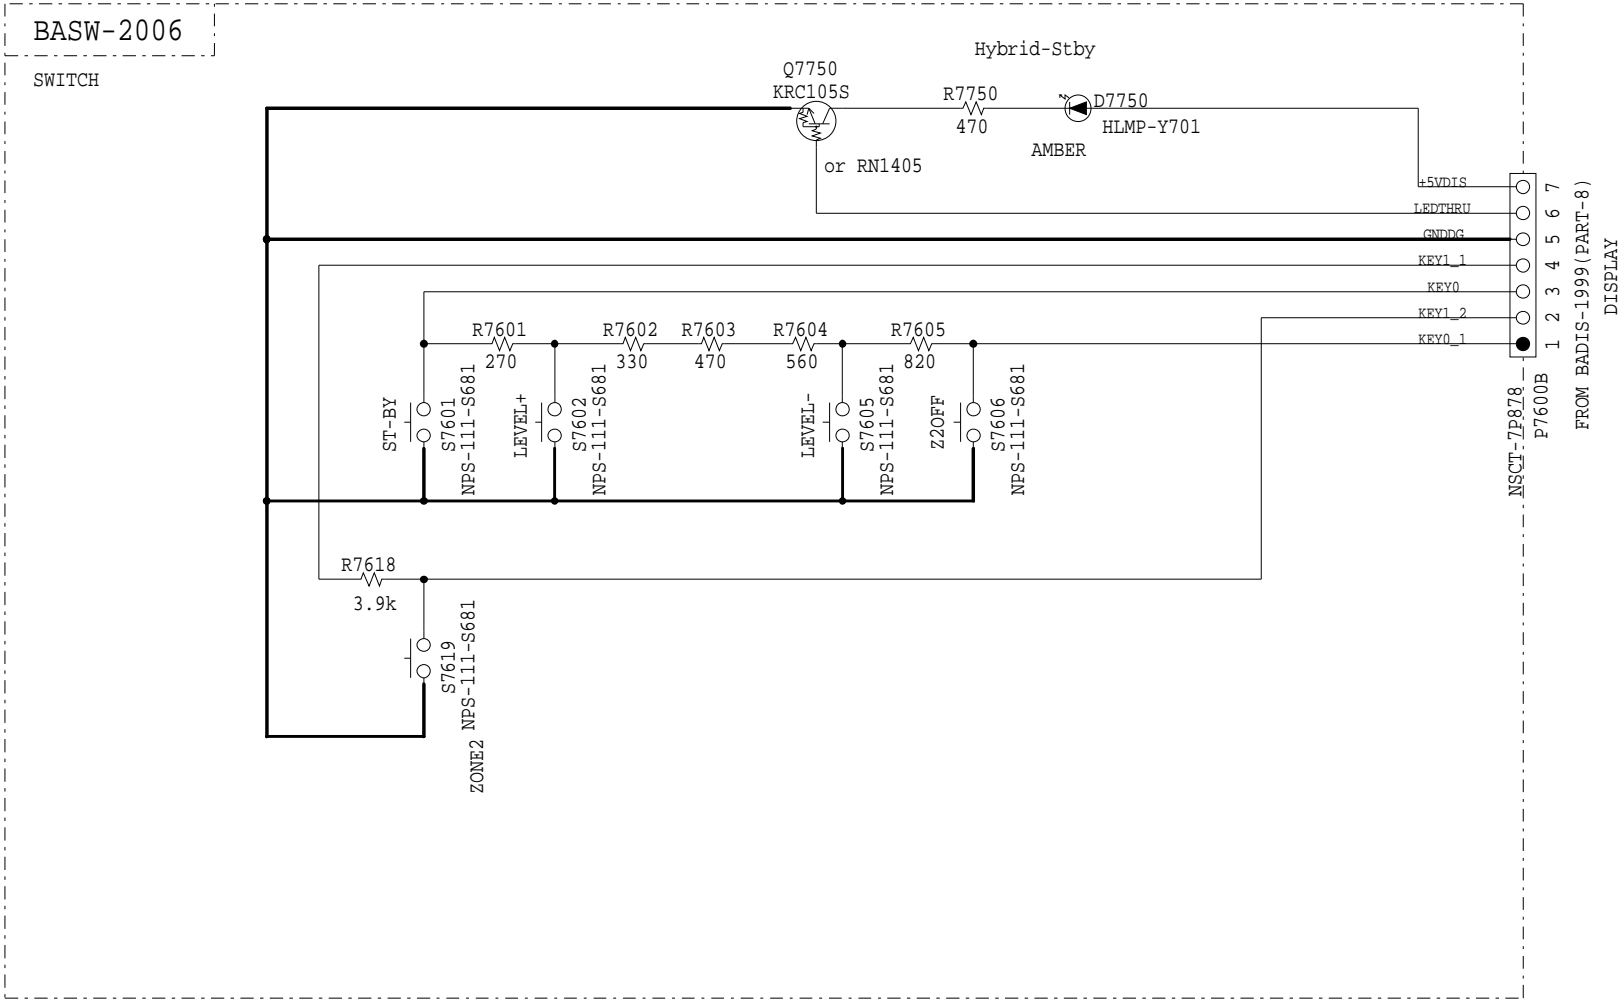 BASW-2006
SWITCH
Hybrid-Stby
Q7750
KRC105S
or RN1405
R7750
470
D7750
HLMP-Y701
AMBER
+5VDIS
LEDTHRU
GNDDG
KEY1_1
KEY0
KEY1_2
KEY0_1
7
6
5
4
3
2
1
FROM BADIS-1999(PART-8)
DISPLAY
NSCT-7P878
P7600B
R7601
270
R7602
330
R7603
470
R7604
560
R7605
820
ST-BY
S7601
NPS-111-S681
LEVEL+
S7602
NPS-111-S681
LEVEL-
S7605
NPS-111-S681
Z2OFF
S7606
NPS-111-S681
R7618
3.9k
S7619
NPS-111-S681
ZONE2